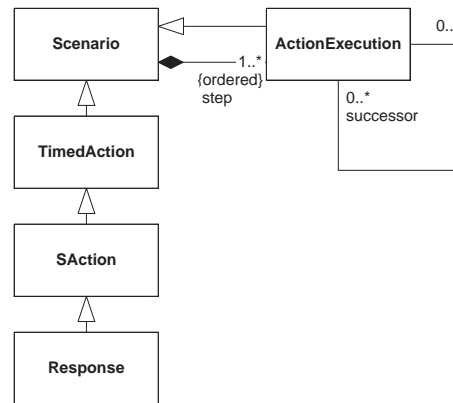 Scenario
ActionExecution
0..
1..*
{ordered}
step
0..*
successor
TimedAction
SAction
Response